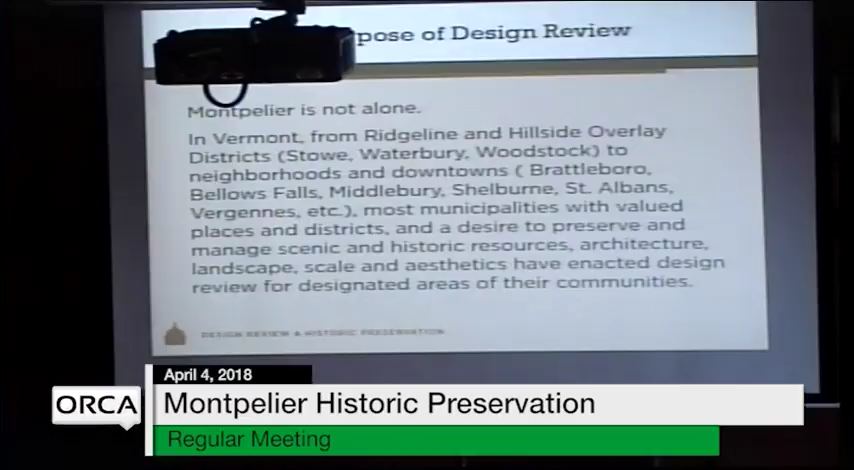 pose of Design Review
Montpelier is not alone.
In Vermont, from Ridgeline and Hillside Overlay
Districts (Stowe, Waterbury, Woodstock) to
neighborhoods and downtowns ( Brattleboro,
Bellows Falls, Middlebury, Shelburne, St. Albans,
Vergennes, etc.), most municipalities with valued
places and districts, and a desire to preserve and
manage scenic and historic resources, architecture,
landscape, scale and aesthetics have enacted design
review for designated areas of their communities.
DESIGN REVIEW & HISTORIC PRESERVATION
April 4, 2018
ORCA
Montpelier Historic Preservation
Regular Meeting